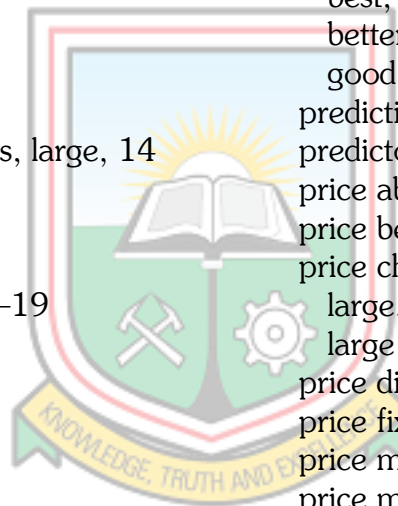 best,
better
good
predicti
s, large, 14
predicto
price ab
price be
price ch
–19
large,
large
price di
price fix
price m
price m
KNOWLEDGE, TRUTH AND EXCELLENCE